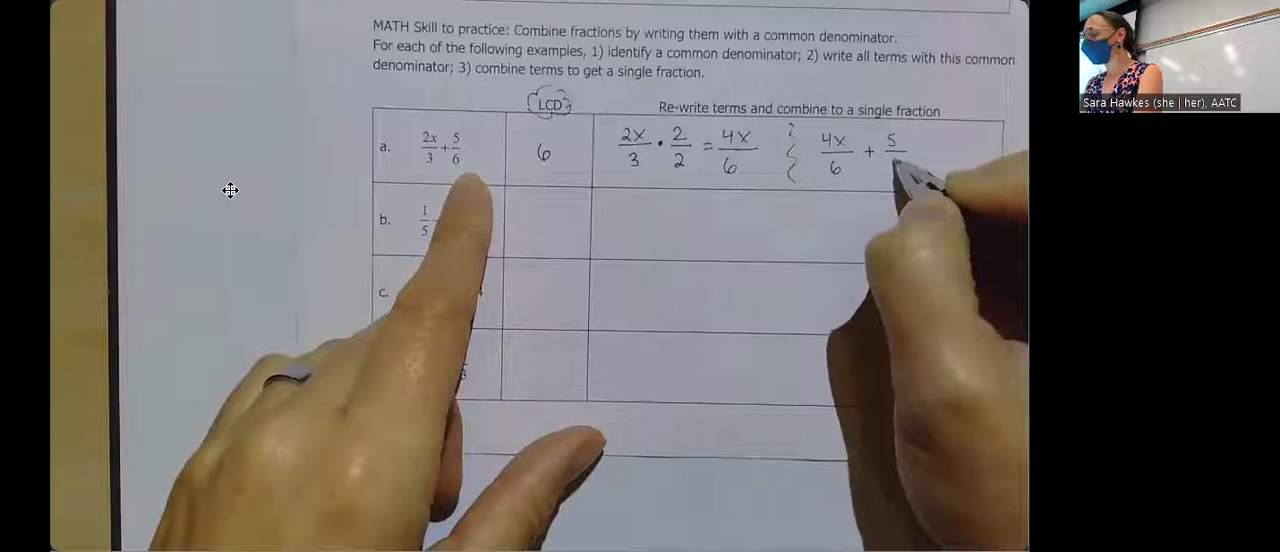 MATH Skill to practice: Combine fractions by writing them with a common denominator.
For each of the following examples, 1) identify a common denominator; 2) write all terms with this common
denominator; 3) combine terms to get a single fraction.
LCD Re-write terms and combine to a single fraction
a. 2x/3 + 5/6 6 2x/3 · 2/2 = 4x/6 4x/6 + 5/
b. 1/5
c.
Sara Hawkes (she | her), AATC